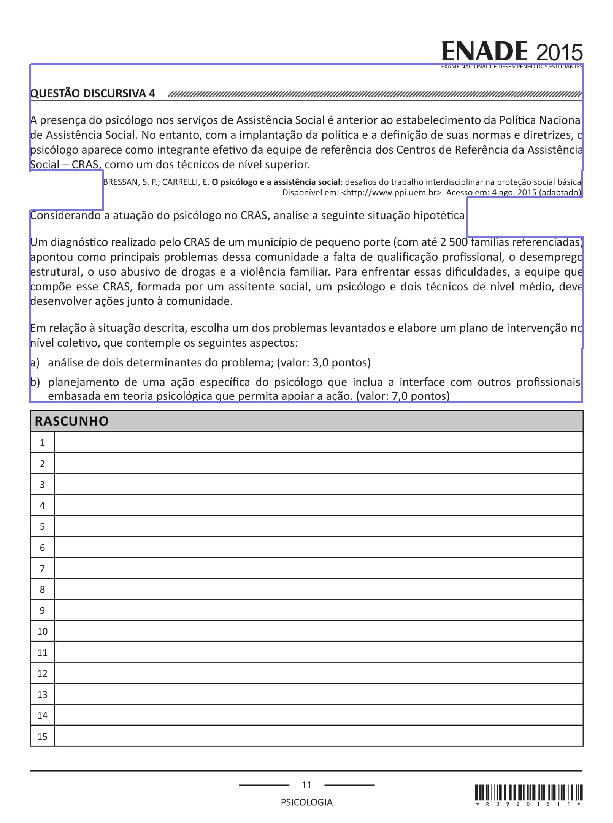 ENADE 2015
EXAME NACIONAL DE DESEMPENHO DOS ESTUDANTES
QUESTÃO DISCURSIVA 4
A presença do psicólogo nos serviços de Assistência Social é anterior ao estabelecimento da Política Naciona
de Assistência Social. No entanto, com a implantação da política e a definição de suas normas e diretrizes, o
psicólogo aparece como integrante efetivo da equipe de referência dos Centros de Referência da Assistência
Social – CRAS, como um dos técnicos de nível superior.
BRESSAN, S. P.; CARRELLI, E. O psicólogo e a assistência social: desafios do trabalho interdisciplinar na proteção social básica
Disponível em: <http://www.ppi.uem.br>. Acesso em: 4 ago. 2015 (adaptado)
Considerando a atuação do psicólogo no CRAS, analise a seguinte situação hipotética
Um diagnóstico realizado pelo CRAS de um município de pequeno porte (com até 2 500 famílias referenciadas)
apontou como principais problemas dessa comunidade a falta de qualificação profissional, o desemprego
estrutural, o uso abusivo de drogas e a violência familiar. Para enfrentar essas dificuldades, a equipe que
compõe esse CRAS, formada por um assitente social, um psicólogo e dois técnicos de nível médio, deve
desenvolver ações junto à comunidade.
Em relação à situação descrita, escolha um dos problemas levantados e elabore um plano de intervenção no
nível coletivo, que contemple os seguintes aspectos:
a) análise de dois determinantes do problema; (valor: 3,0 pontos)
b) planejamento de uma ação específica do psicólogo que inclua a interface com outros profissionais
embasada em teoria psicológica que permita apoiar a ação. (valor: 7,0 pontos)
RASCUNHO
1
2
3
4
5
6
7
8
9
10
11
12
13
14
15
11
PSICOLOGIA
*R0920151 1*